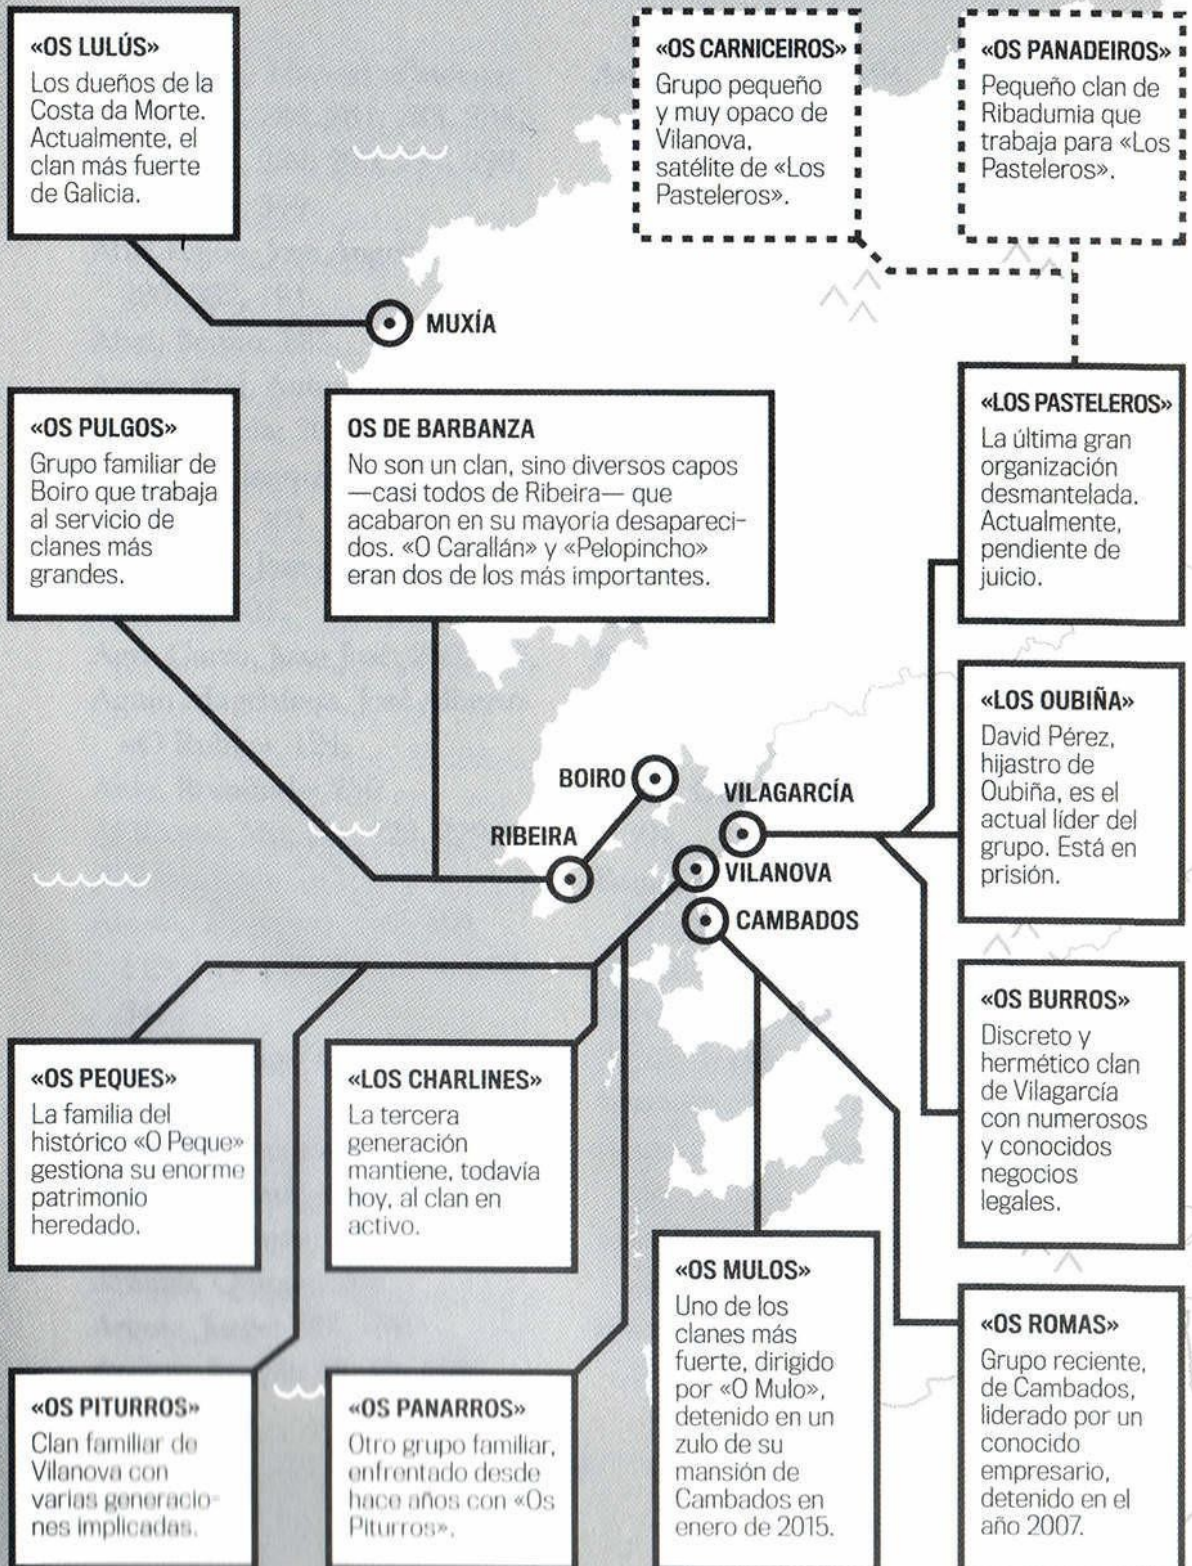 «OS LULÚS»
Los dueños de la
Costa da Morte.
Actualmente, el
clan más fuerte
de Galicia.
«OS CARNICEIROS»
Grupo pequeño
y muy opaco de
Vilanova,
satélite de «Los
Pasteleros».
«OS PANADEIROS»
Pequeño clan de
Ribadumia que
trabaja para «Los
Pasteleros».
MUXÍA
«OS PULGOS»
Grupo familiar de
Boiro que trabaja
al servicio de
clanes más
grandes.
OS DE BARBANZA
No son un clan, sino diversos capos
—casi todos de Ribeira— que
acabaron en su mayoría desapareci-
dos. «O Carallán» y «Pelopincho»
eran dos de los más importantes.
«LOS PASTELEROS»
La última gran
organización
desmantelada.
Actualmente,
pendiente de
juicio.
«LOS OUBIÑA»
David Pérez,
hijastro de
Oubiña, es el
actual líder del
grupo. Está en
prisión.
BOIRO
VILAGARCÍA
RIBEIRA
VILANOVA
CAMBADOS
«OS BURROS»
Discreto y
hermético clan
de Vilagarcía
con numerosos
y conocidos
negocios
legales.
«OS PEQUES»
La familia del
histórico «O Peque»
gestiona su enorme
patrimonio
heredado.
«LOS CHARLINES»
La tercera
generación
mantiene, todavía
hoy, al clan en
activo.
«OS MULOS»
Uno de los
clanes más
fuerte, dirigido
por «O Mulo»,
detenido en un
zulo de su
mansión de
Cambados en
enero de 2015.
«OS ROMAS»
Grupo reciente,
de Cambados,
liderado por un
conocido
empresario,
detenido en el
año 2007.
«OS PITURROS»
Clan familiar de
Vilanova con
varias generacio-
nes implicadas.
«OS PANARROS»
Otro grupo familiar,
enfrentado desde
hace años con «Os
Piturros».